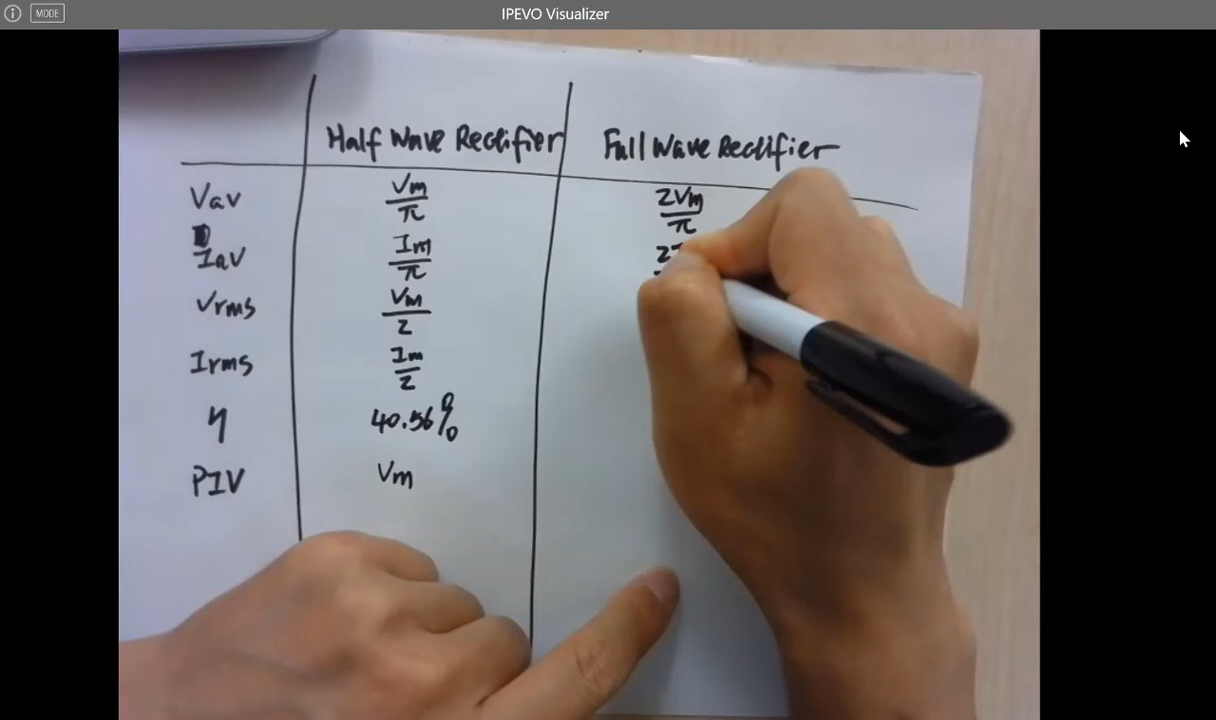 MODE IPEVO Visualizer
Half Wave Rectifier Full Wave Rectifier
Vav Vm/π 2Vm/π
Iav Im/π
Vrms Vm/2
Irms Im/2
η 40.56%
PIV Vm